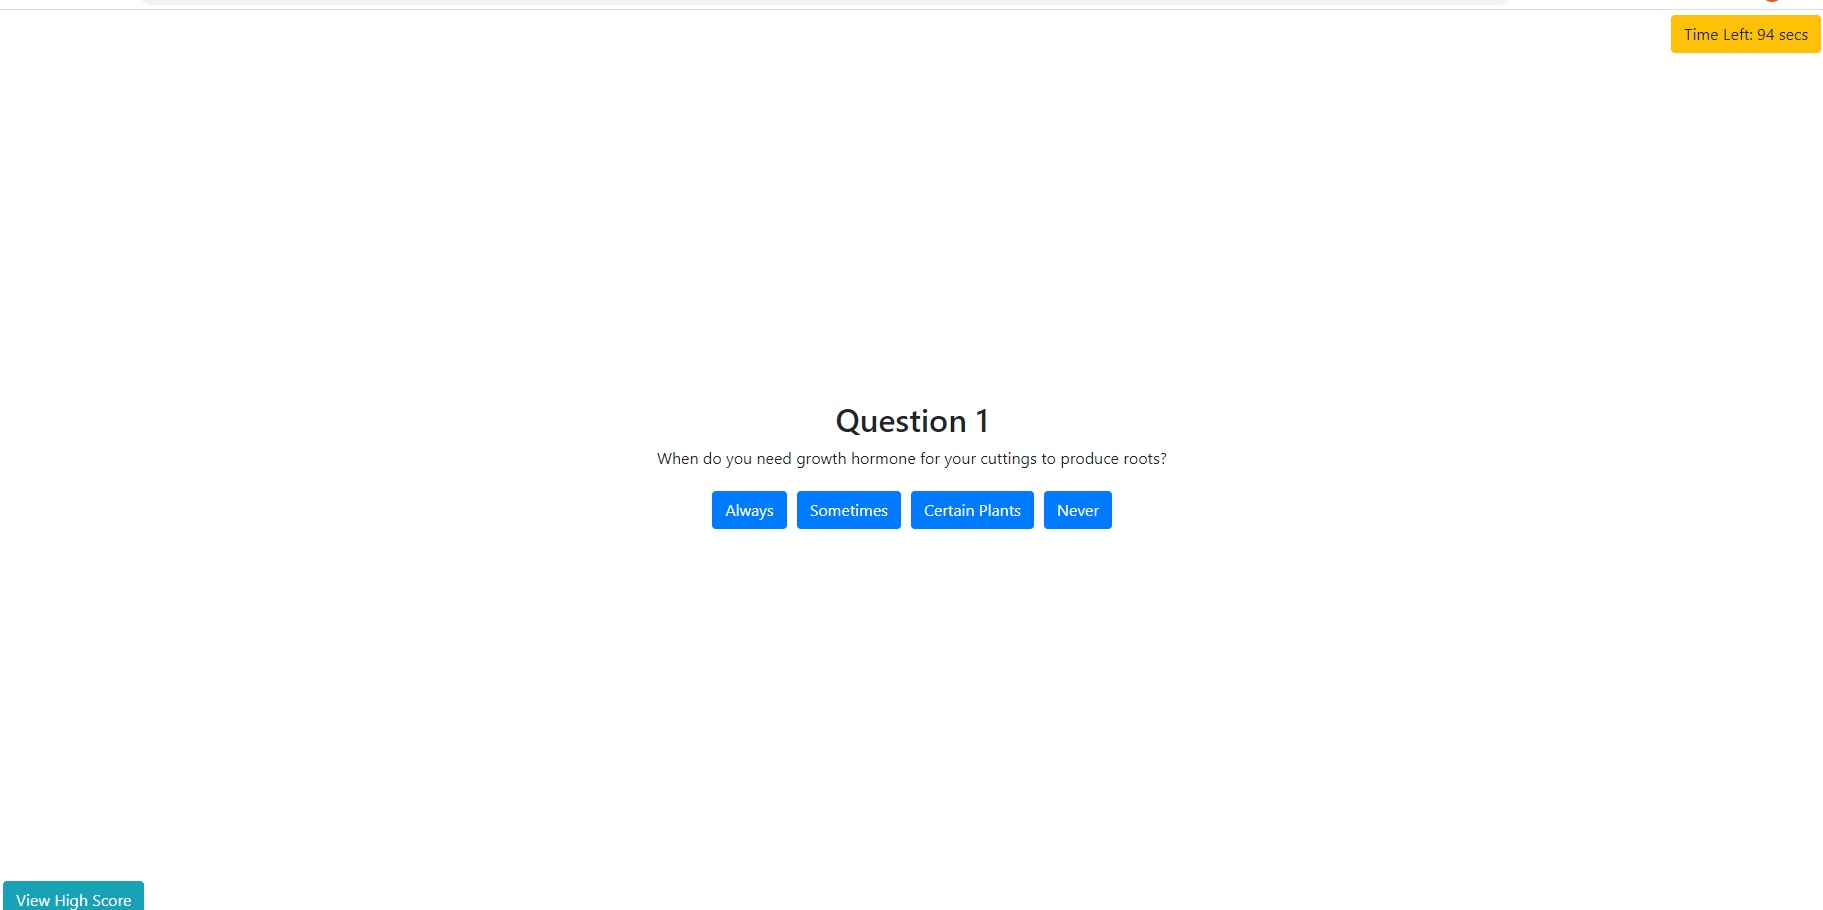 Time Left: 94 secs
Question 1
When do you need growth hormone for your cuttings to produce roots?
Always Sometimes Certain Plants Never
View High Score